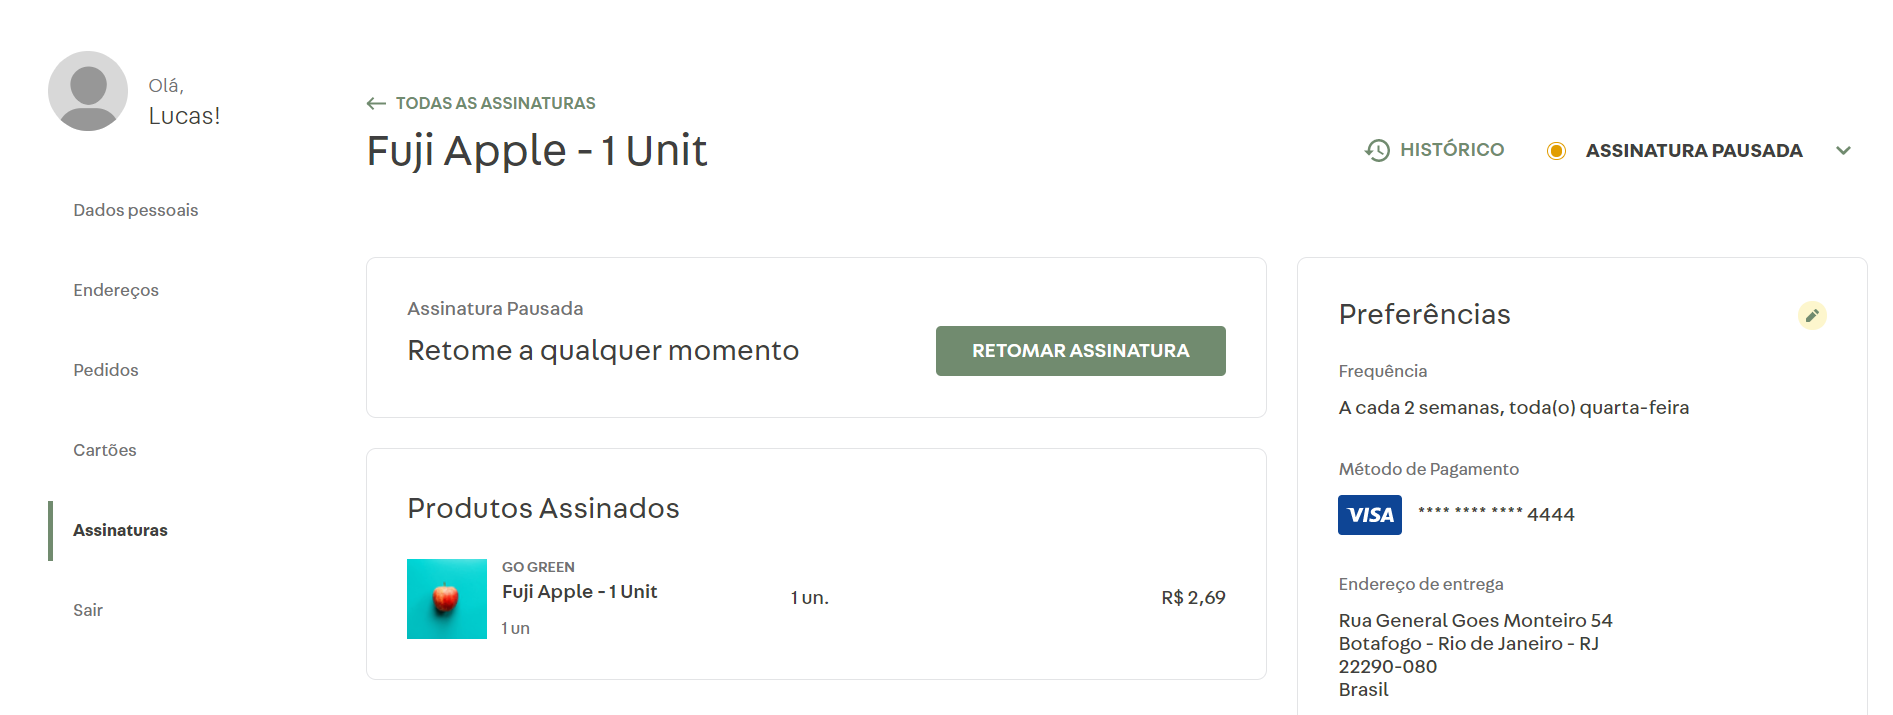 Olá,
Lucas!
Dados pessoais
Endereços
Pedidos
Cartões
Assinaturas
Sair
TODAS AS ASSINATURAS
Fuji Apple - 1 Unit
HISTÓRICO
ASSINATURA PAUSADA
Assinatura Pausada
Retome a qualquer momento
RETOMAR ASSINATURA
Produtos Assinados
GO GREEN
Fuji Apple - 1 Unit
1 un
1 un.
R$ 2,69
Preferências
Frequência
A cada 2 semanas, toda(o) quarta-feira
Método de Pagamento
VISA **** **** **** 4444
Endereço de entrega
Rua General Goes Monteiro 54
Botafogo - Rio de Janeiro - RJ
22290-080
Brasil